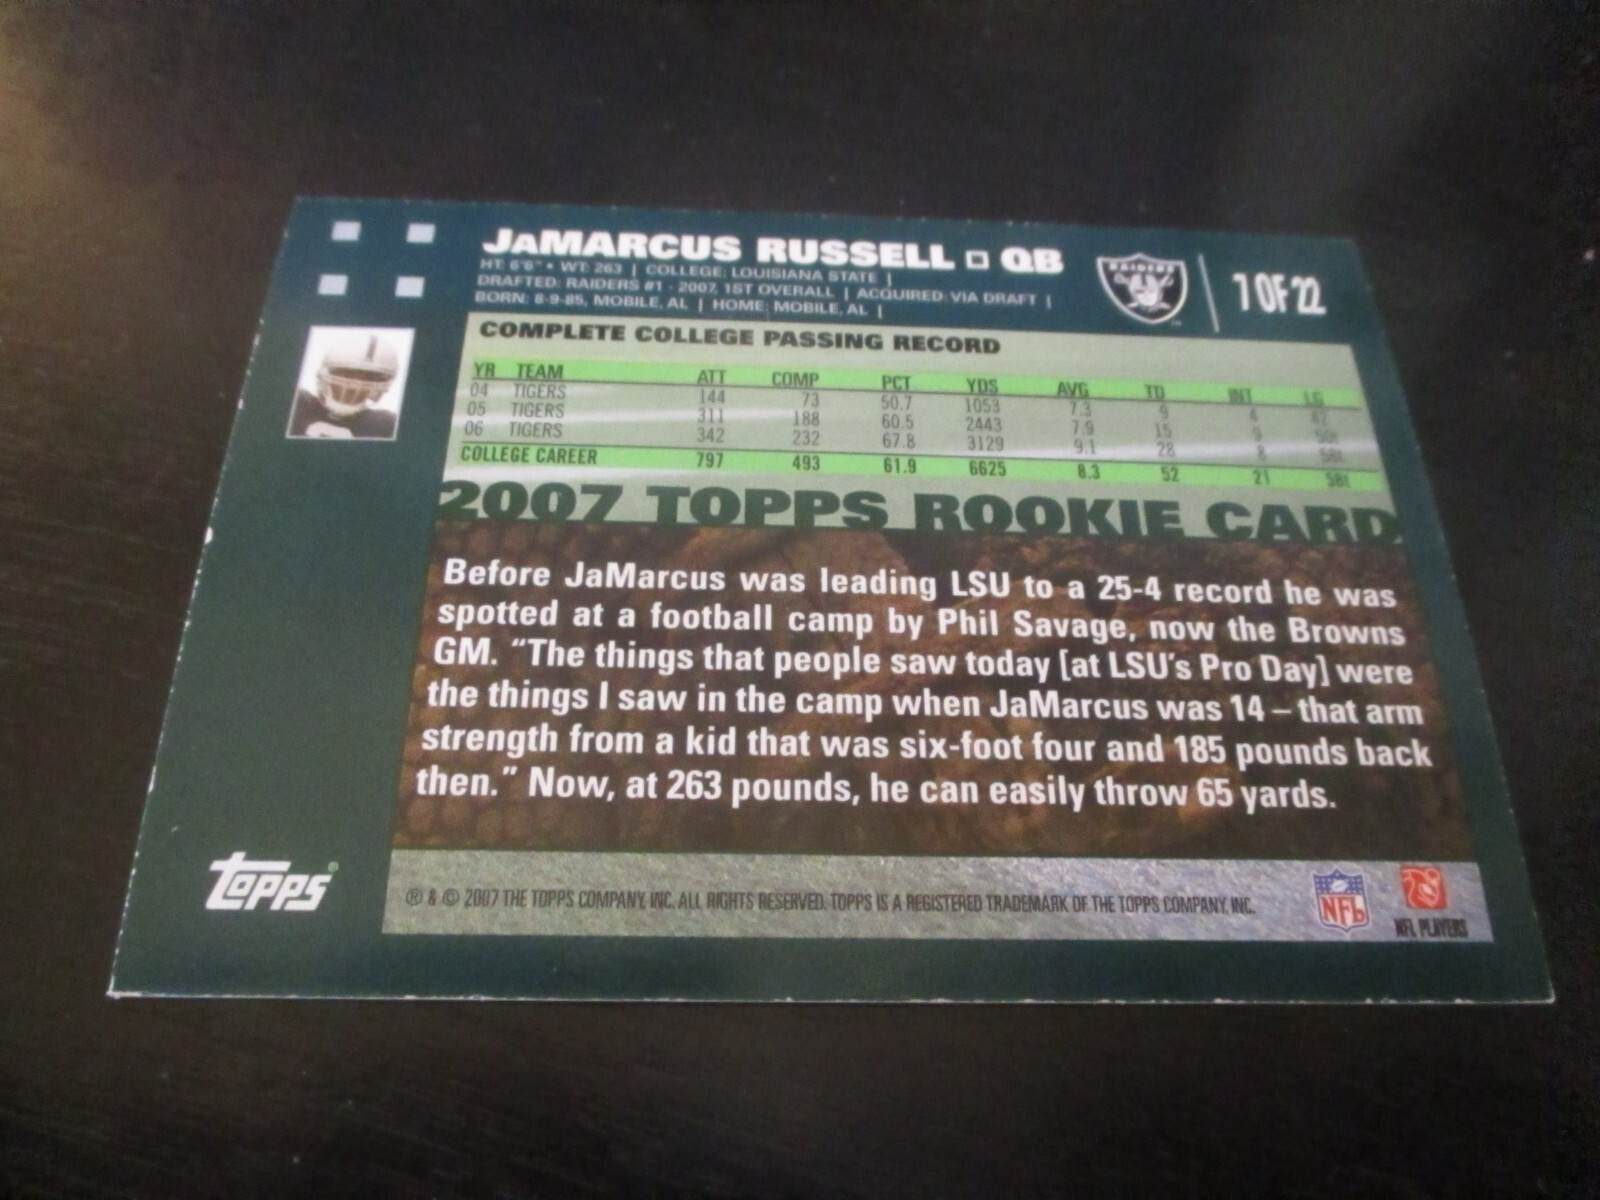 JaMARCUS RUSSELL QB
HT: 6'6" • WT: 263 | COLLEGE: LOUISIANA STATE |
DRAFTED: RAIDERS #1 - 2007, 1ST OVERALL | ACQUIRED: VIA DRAFT |
BORN: 8-9-85, MOBILE, AL | HOME: MOBILE, AL |
RAIDERS
1 OF 22
COMPLETE COLLEGE PASSING RECORD
YR TEAM ATT COMP PCT YDS AVG TD INT LG
04 TIGERS 144 73 50.7 1053 7.3 9 4 42
05 TIGERS 311 188 60.5 2443 7.9 15 9
06 TIGERS 342 232 67.8 3129 9.1 28 8
COLLEGE CAREER 797 493 61.9 6625 8.3 52 21
2007 TOPPS ROOKIE CARD
Before JaMarcus was leading LSU to a 25-4 record he was
spotted at a football camp by Phil Savage, now the Browns
GM. “The things that people saw today [at LSU’s Pro Day] were
the things I saw in the camp when JaMarcus was 14 – that arm
strength from a kid that was six-foot four and 185 pounds back
then.” Now, at 263 pounds, he can easily throw 65 yards.
Topps®
® & © 2007 THE TOPPS COMPANY, INC. ALL RIGHTS RESERVED. TOPPS IS A REGISTERED TRADEMARK OF THE TOPPS COMPANY, INC.
NFL
NFL PLAYERS